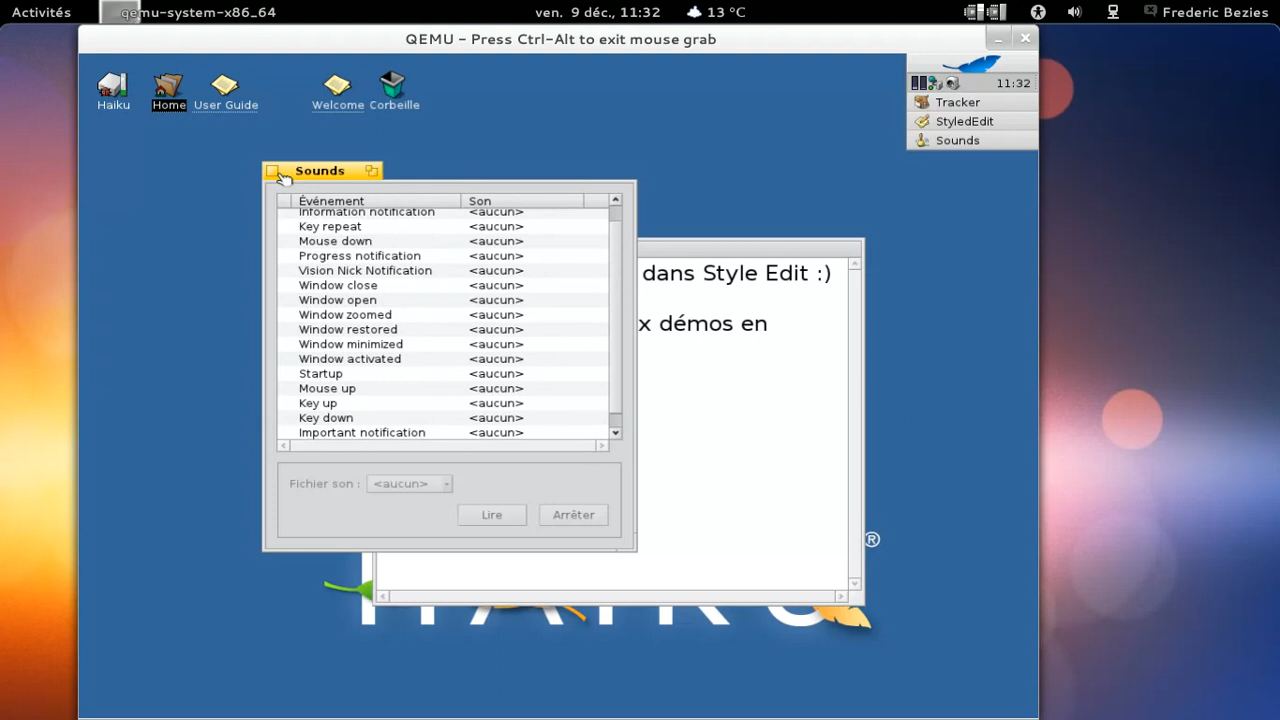 Activités qemu-system-x86_64 ven. 9 déc., 11:32 13 °C Frederic Bezies
QEMU - Press Ctrl-Alt to exit mouse grab
11:32
Tracker
StyledEdit
Sounds
Haiku Home User Guide Welcome Corbeille
Sounds
Événement Son
Information notification <aucun>
Key repeat <aucun>
Mouse down <aucun>
Progress notification <aucun>
Vision Nick Notification <aucun>
Window close <aucun>
Window open <aucun>
Window zoomed <aucun>
Window restored <aucun>
Window minimized <aucun>
Window activated <aucun>
Startup <aucun>
Mouse up <aucun>
Key up <aucun>
Key down <aucun>
Important notification <aucun>
Fichier son : <aucun>
Lire Arrêter
dans Style Edit :)
x démos en
HAIKU ®